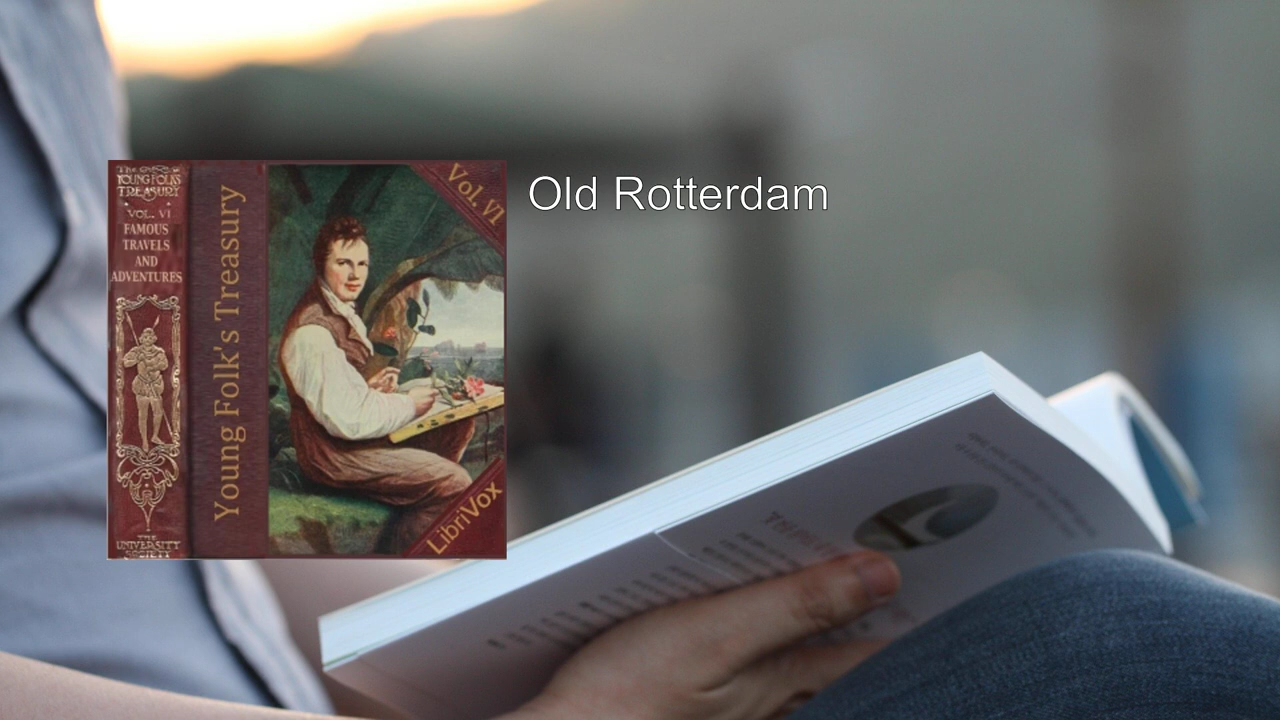 THE
YOUNG FOLKS
TREASURY
VOL. VI
FAMOUS
TRAVELS
AND
ADVENTURES
THE
UNIVERSITY
SOCIETY
Young Folk's Treasury
Vol. VI
LibriVox
Old Rotterdam